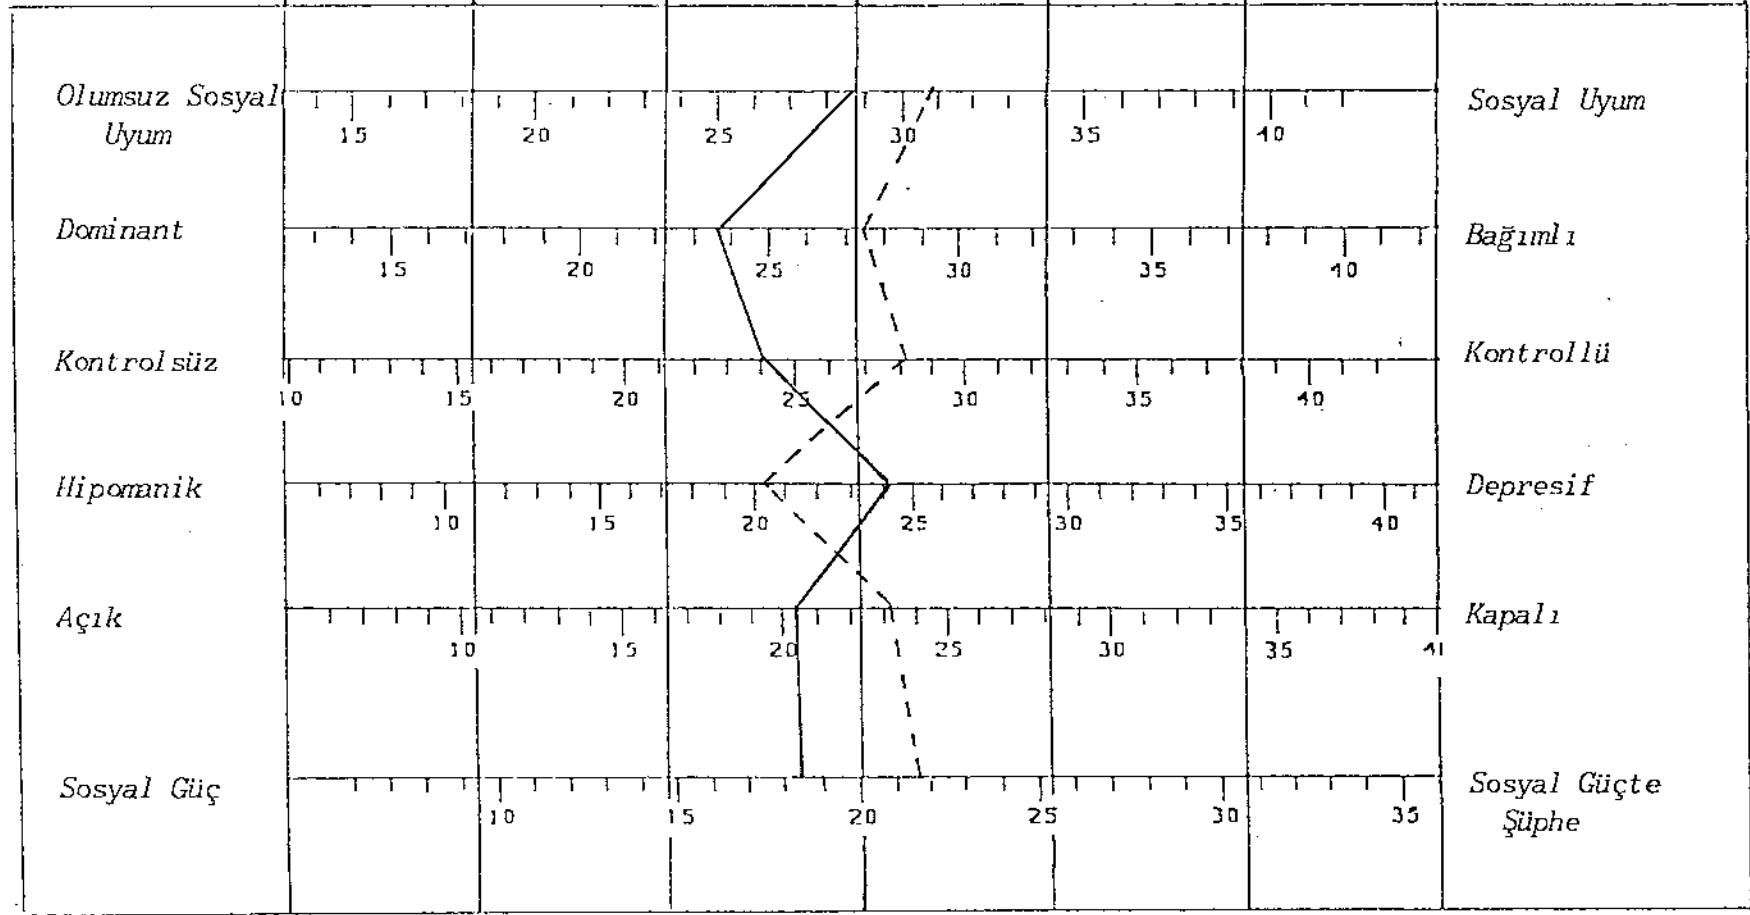 Olumsuz Sosyal Uyum
15 20 25 30 35 40
Sosyal Uyum
Dominant
15 20 25 30 35 40
Bağımlı
Kontrolsüz
10 15 20 25 30 35 40
Kontrollü
Hipomanik
10 15 20 25 30 35 40
Depresif
Açık
10 15 20 25 30 35 41
Kapalı
Sosyal Güç
10 15 20 25 30 35
Sosyal Güçte
Şüphe